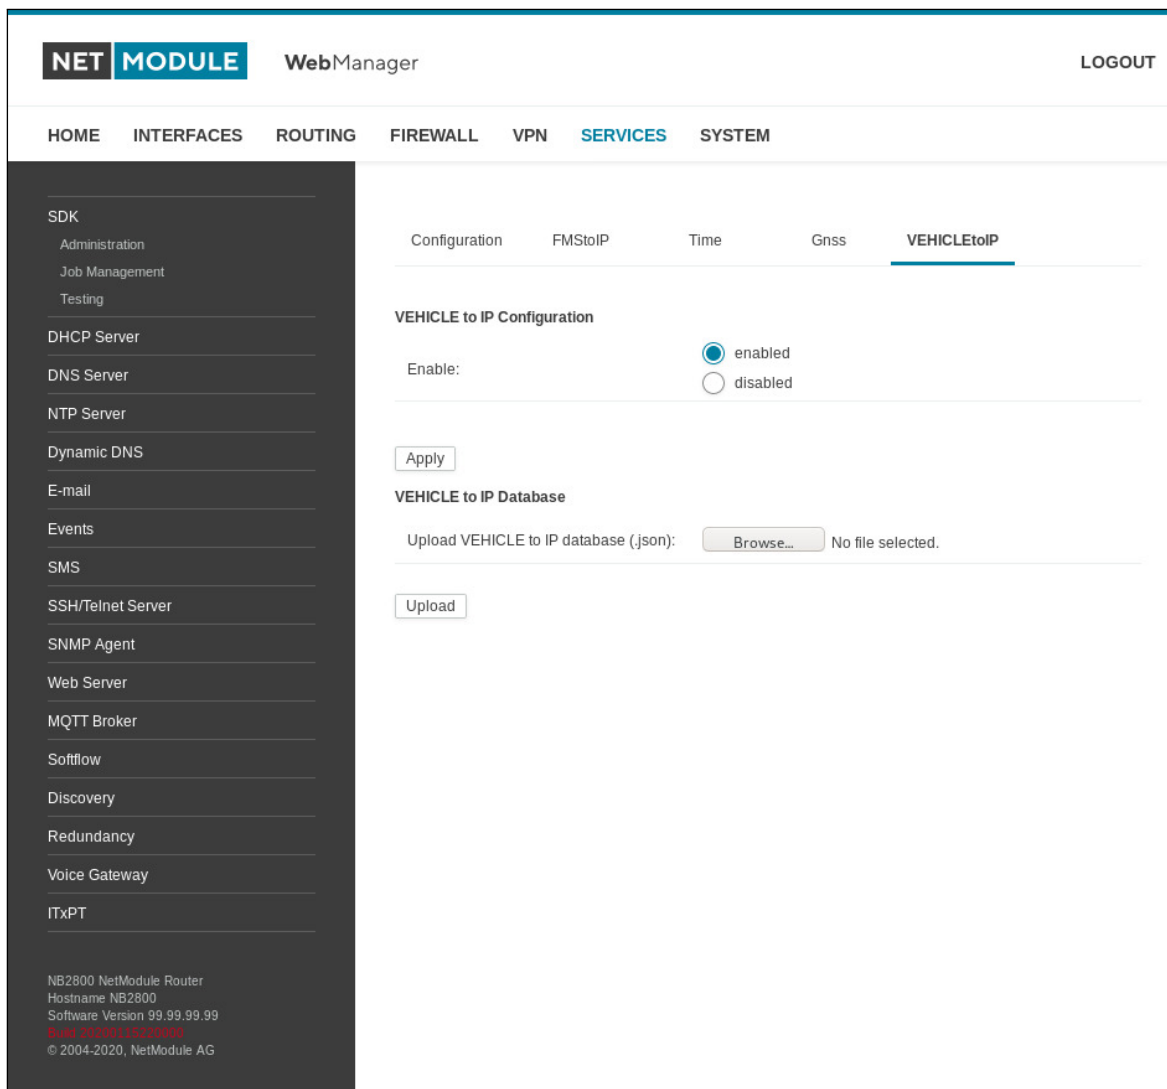 NET MODULE WebManager LOGOUT
HOME INTERFACES ROUTING FIREWALL VPN SERVICES SYSTEM
SDK
Administration
Job Management
Testing
DHCP Server
DNS Server
NTP Server
Dynamic DNS
E-mail
Events
SMS
SSH/Telnet Server
SNMP Agent
Web Server
MQTT Broker
Softflow
Discovery
Redundancy
Voice Gateway
ITxPT
NB2800 NetModule Router
Hostname NB2800
Software Version 99.99.99.99
Build
© 2004-2020, NetModule AG
Configuration FMStoIP Time Gnss VEHICLEtoIP
VEHICLE to IP Configuration
Enable:
enabled
disabled
Apply
VEHICLE to IP Database
Upload VEHICLE to IP database (.json): Browse... No file selected.
Upload